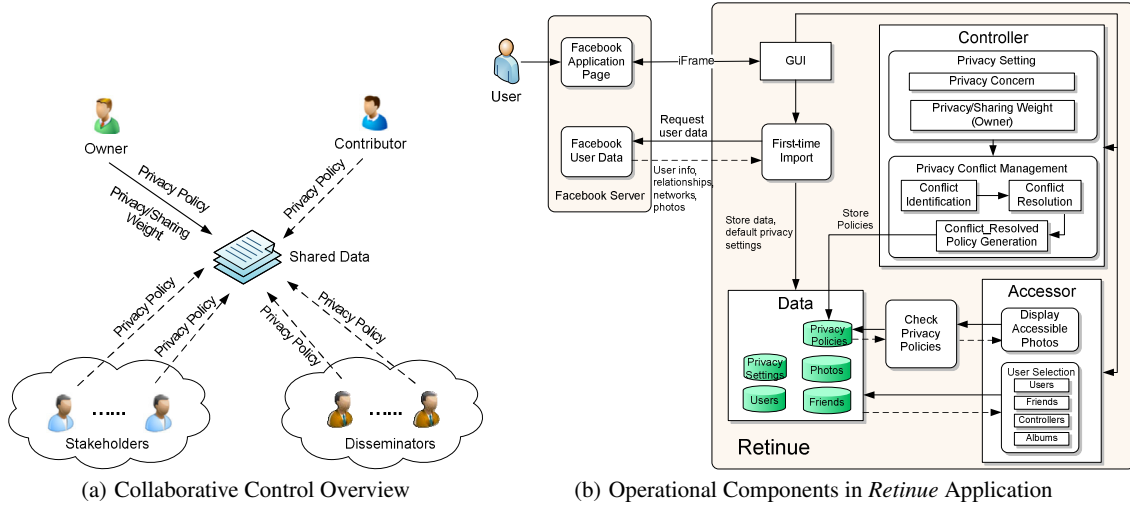 Owner
Contributor
Privacy Policy
Privacy/Sharing
Weight
Privacy Policy
Shared Data
Privacy Policy
Privacy Policy
Privacy Policy
Privacy Policy
......
Stakeholders
......
Disseminators
(a) Collaborative Control Overview
User
Facebook
Application
Page
Facebook
User Data
Facebook Server
iFrame
Request
user data
User info,
relationships,
networks,
photos
GUI
First-time
Import
Store data,
default privacy
settings
Store
Policies
Controller
Privacy Setting
Privacy Concern
Privacy/Sharing Weight
(Owner)
Privacy Conflict Management
Conflict
Identification
Conflict
Resolution
Conflict_Resolved
Policy Generation
Data
Privacy
Policies
Privacy
Settings
Photos
Users
Friends
Check
Privacy
Policies
Accessor
Display
Accessible
Photos
User Selection
Users
Friends
Controllers
Albums
Retinue
(b) Operational Components in Retinue Application